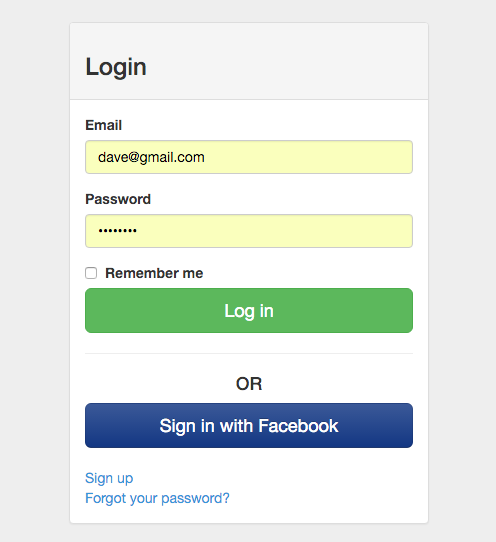 Login
Email
dave@gmail.com
Password
••••••••
Remember me
Log in
OR
Sign in with Facebook
Sign up
Forgot your password?